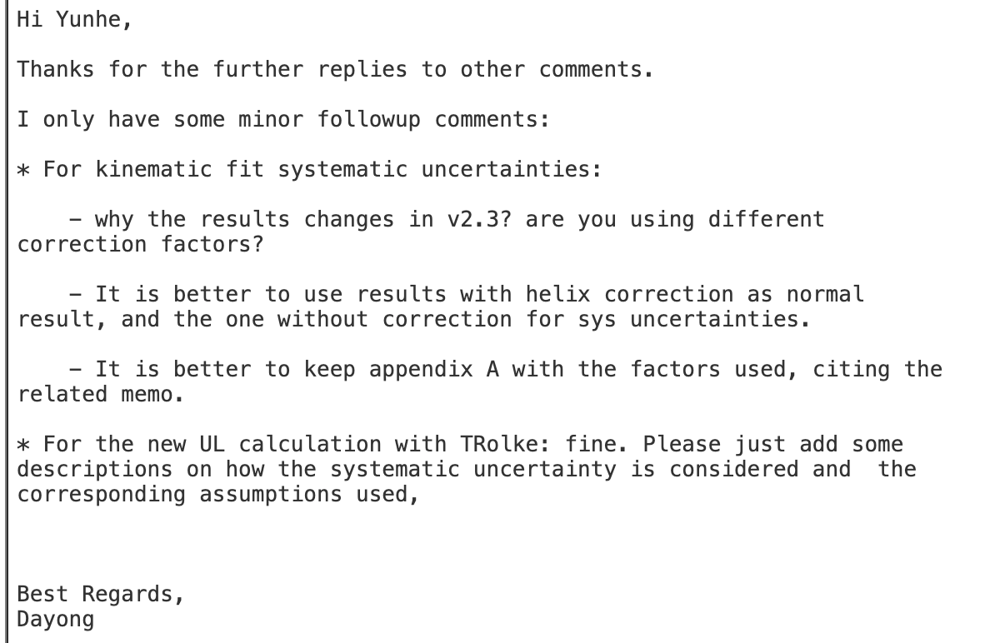 Hi Yunhe,
Thanks for the further replies to other comments.
I only have some minor followup comments:
* For kinematic fit systematic uncertainties:
– why the results changes in v2.3? are you using different
correction factors?
– It is better to use results with helix correction as normal
result, and the one without correction for sys uncertainties.
– It is better to keep appendix A with the factors used, citing the
related memo.
* For the new UL calculation with TRolke: fine. Please just add some
descriptions on how the systematic uncertainty is considered and  the
corresponding assumptions used,
Best Regards,
Dayong